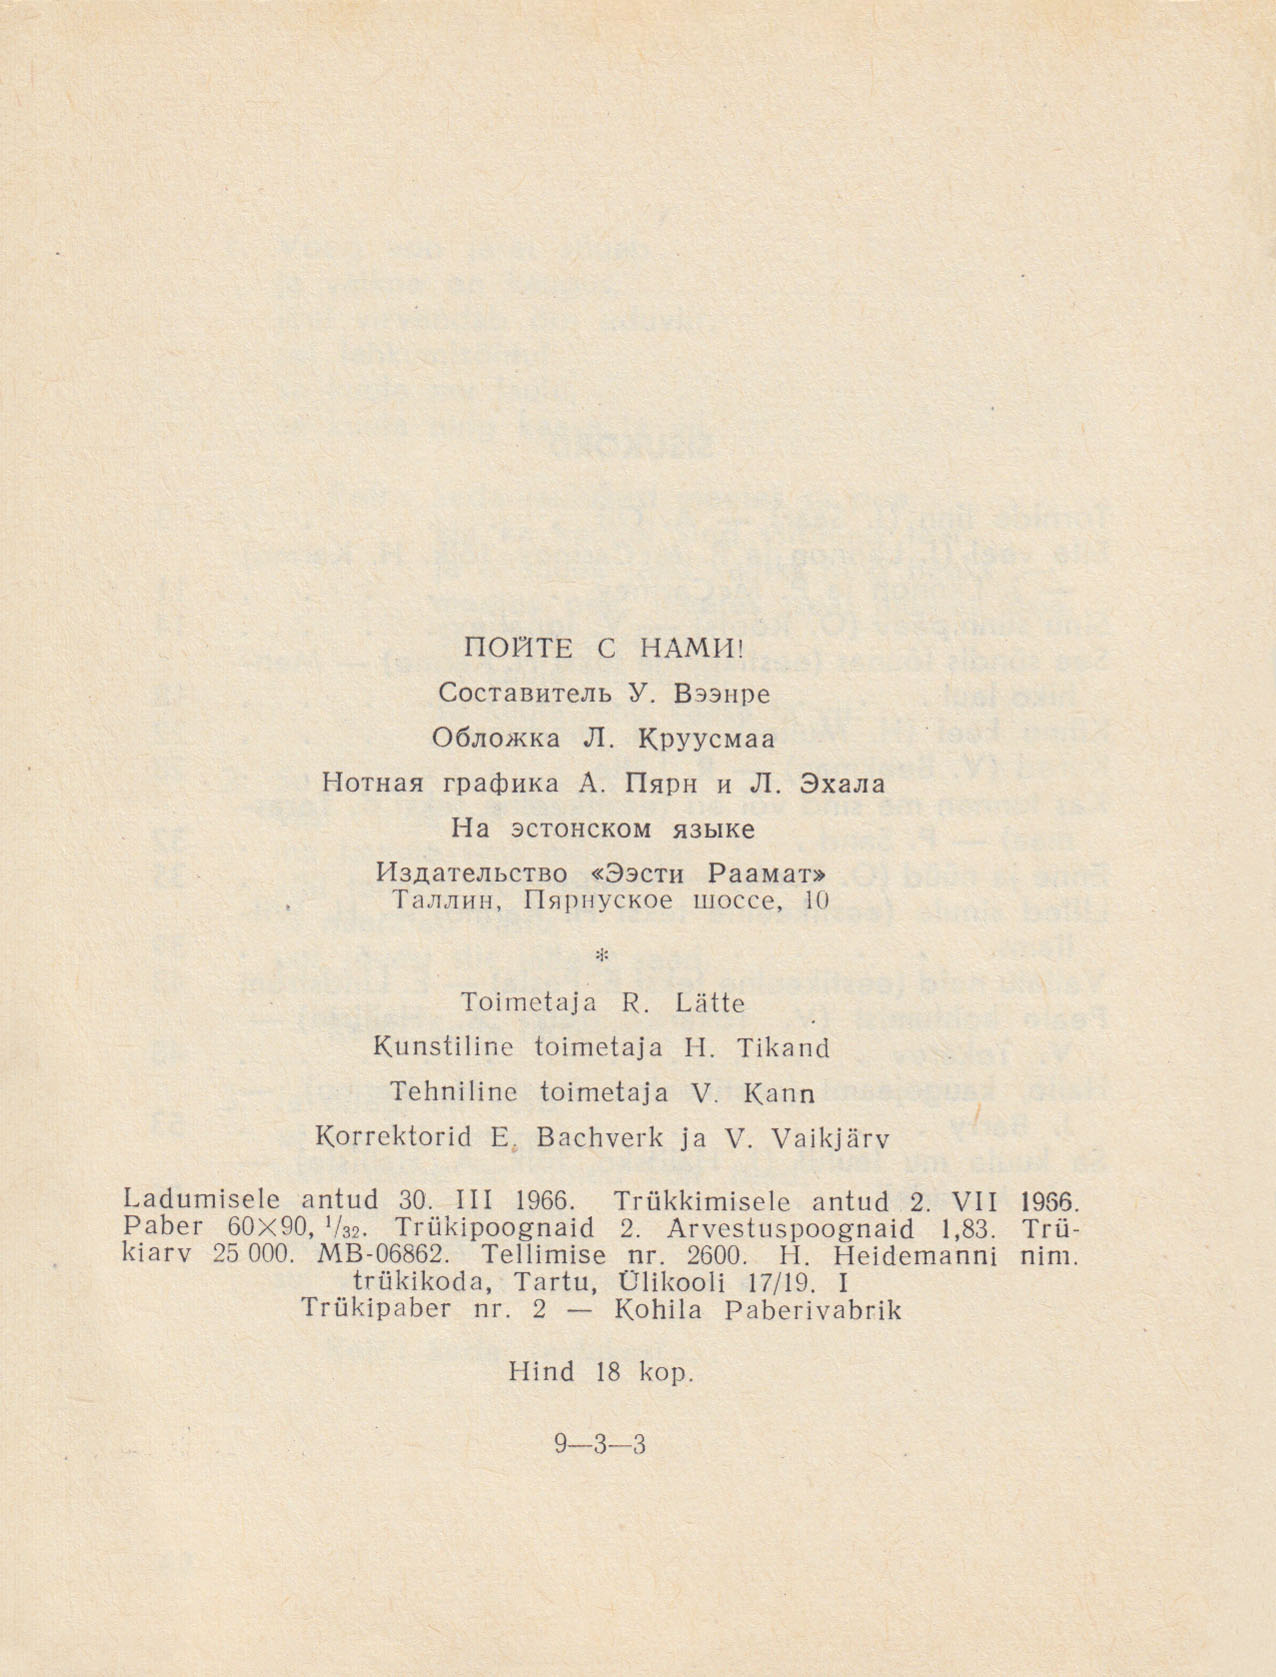 ПОЙТЕ С НАМИ!
Составитель У. Вээнре
Обложка Л. Круусмаа
Нотная графика А. Пярн и Л. Эхала
На эстонском языке
Издательство «Ээсти Раамат»
Таллин, Пярнуское шоссе, 10
*
Toimetaja R. Lätte
Kunstiline toimetaja H. Tikand
Tehniline toimetaja V. Kann
Korrektorid E. Bachverk ja V. Vaikjärv
Ladumisele antud 30. III 1966. Trükkimisele antud 2. VII 1966.
Paber 60×90, 1/32. Trükipoognaid 2. Arvestuspoognaid 1,83. Trü-
kiarv 25 000. MB-06862. Tellimise nr. 2600. H. Heidemanni nim.
trükikoda, Tartu, Ülikooli 17/19. I
Trükipaber nr. 2 — Kohila Paberivabrik
Hind 18 kop.
9—3—3